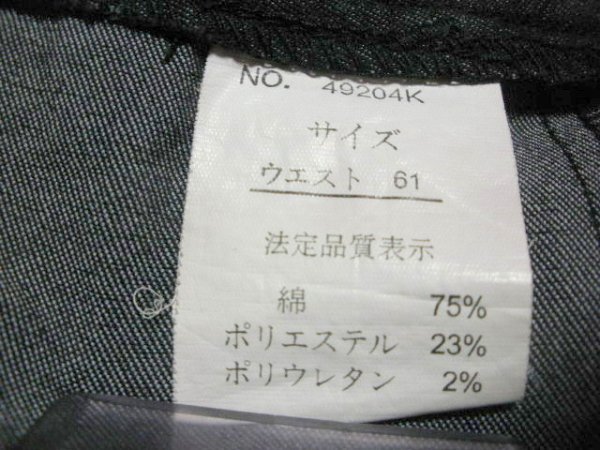 NO. 49204K
サイズ
ウエスト 61
法定品質表示
綿 75%
ポリエステル 23%
ポリウレタン 2%